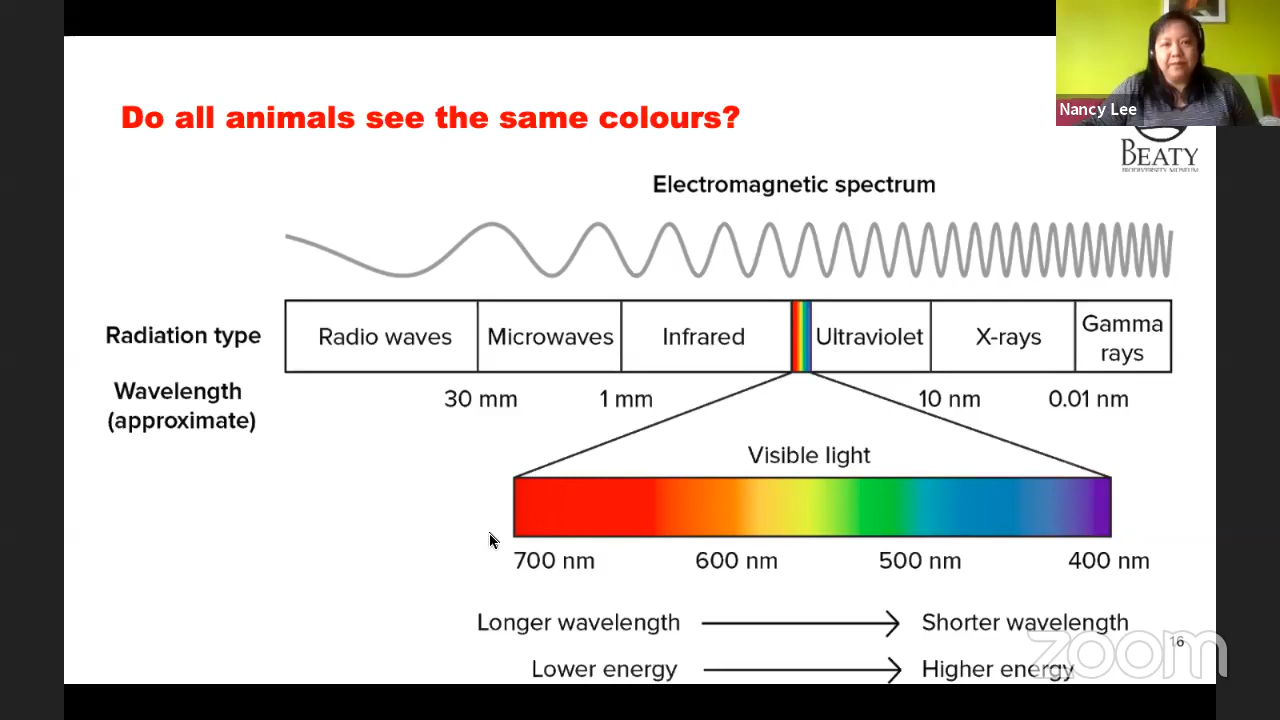 Nancy Lee
Do all animals see the same colours?
BEATY
BIODIVERSITY MUSEUM
Electromagnetic spectrum
Radiation type
Radio waves
Microwaves
Infrared
Ultraviolet
X-rays
Gamma
rays
Wavelength
(approximate)
30 mm
1 mm
10 nm
0.01 nm
Visible light
700 nm
600 nm
500 nm
400 nm
Longer wavelength
Shorter wavelength
16
Lower energy
Higher energy
zoom